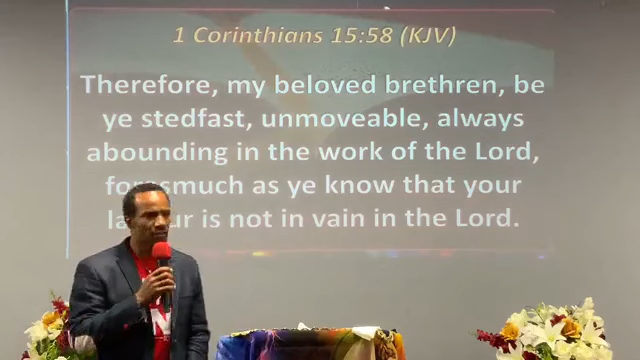 1 Corinthians 15:58 (KJV)
Therefore, my beloved brethren, be
ye stedfast, unmoveable, always
abounding in the work of the Lord,
forasmuch as ye know that your
is not in vain in the Lord.